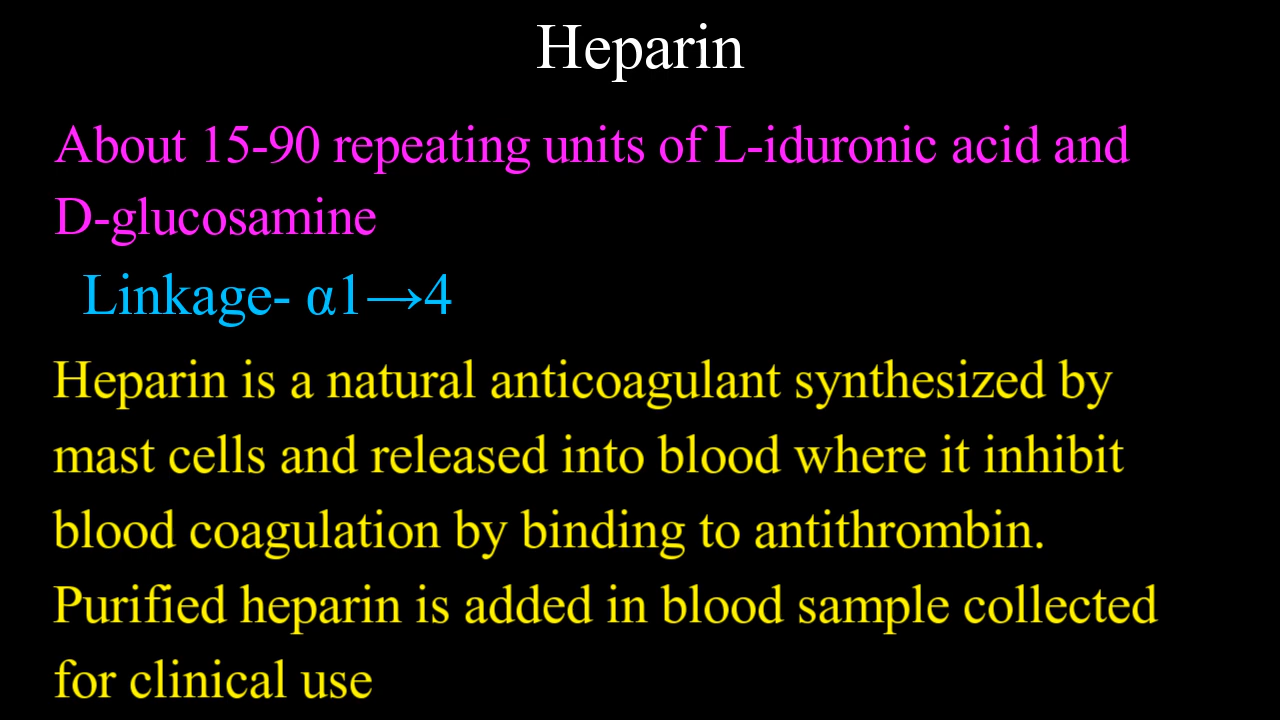 Heparin
About 15-90 repeating units of L-iduronic acid and
D-glucosamine
Linkage- α1→4
Heparin is a natural anticoagulant synthesized by
mast cells and released into blood where it inhibit
blood coagulation by binding to antithrombin.
Purified heparin is added in blood sample collected
for clinical use